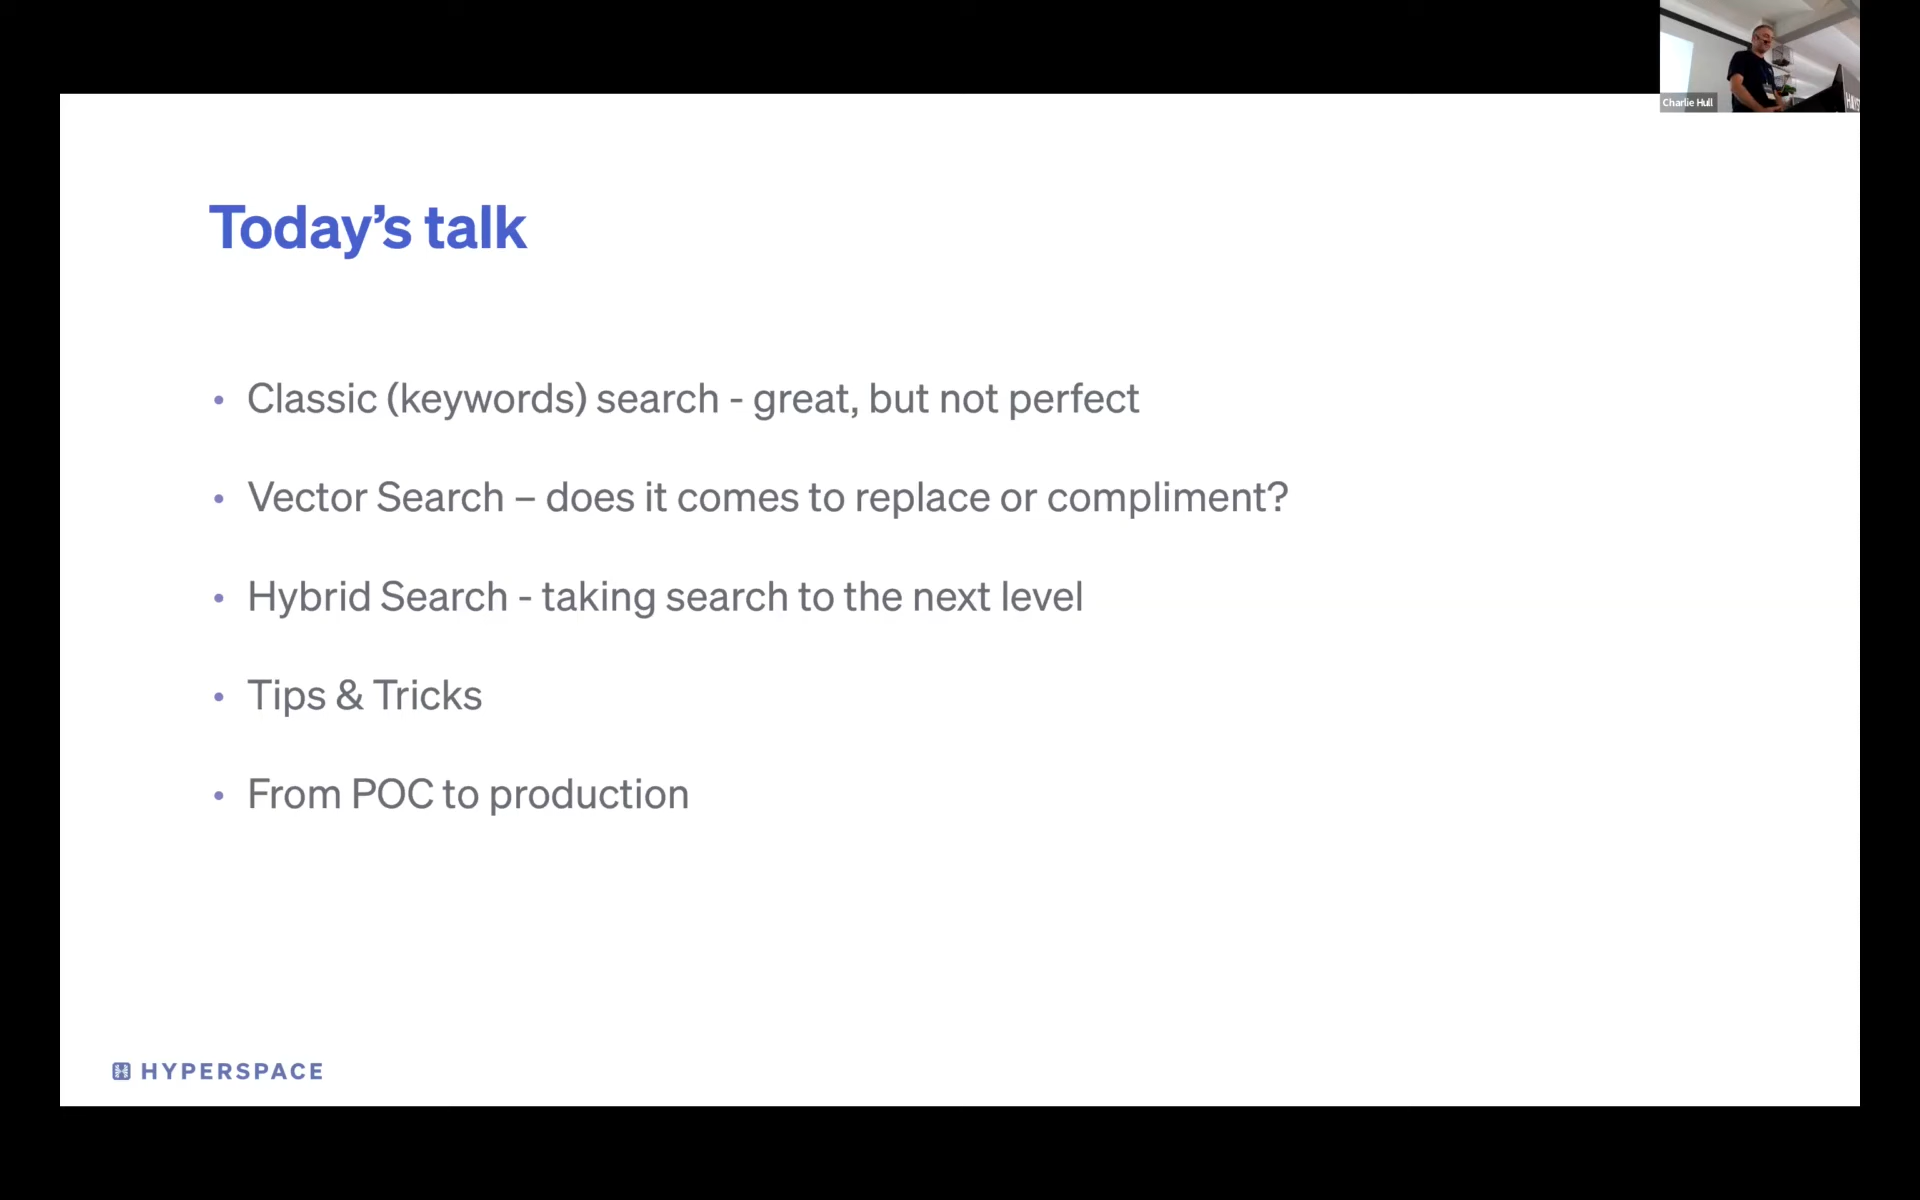 Charlie Hull
Today's talk
• Classic (keywords) search - great, but not perfect
• Vector Search – does it comes to replace or compliment?
• Hybrid Search - taking search to the next level
• Tips & Tricks
• From POC to production
HYPERSPACE